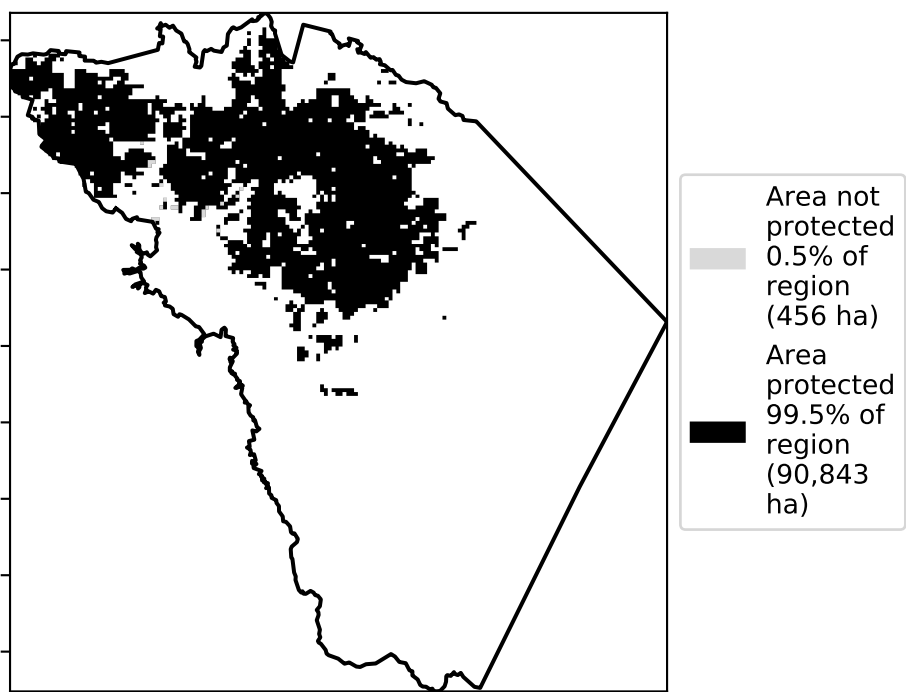 Area not
protected
0.5% of
region
(456 ha)
Area
protected
99.5% of
region
(90,843
ha)